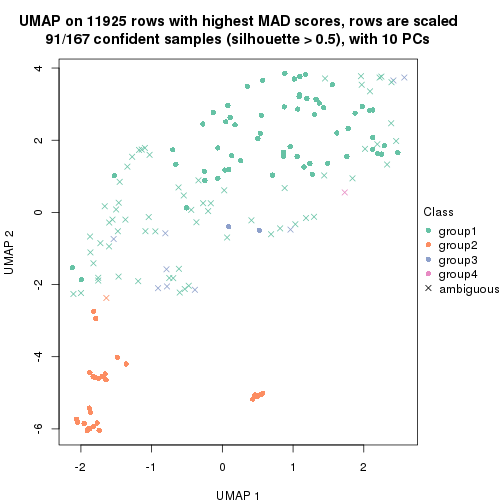 UMAP on 11925 rows with highest MAD scores, rows are scaled
91/167 confident samples (silhouette > 0.5), with 10 PCs
4
2
0
-2
-4
-6
UMAP 2
-2
-1
0
1
2
UMAP 1
Class
group1
group2
group3
group4
ambiguous